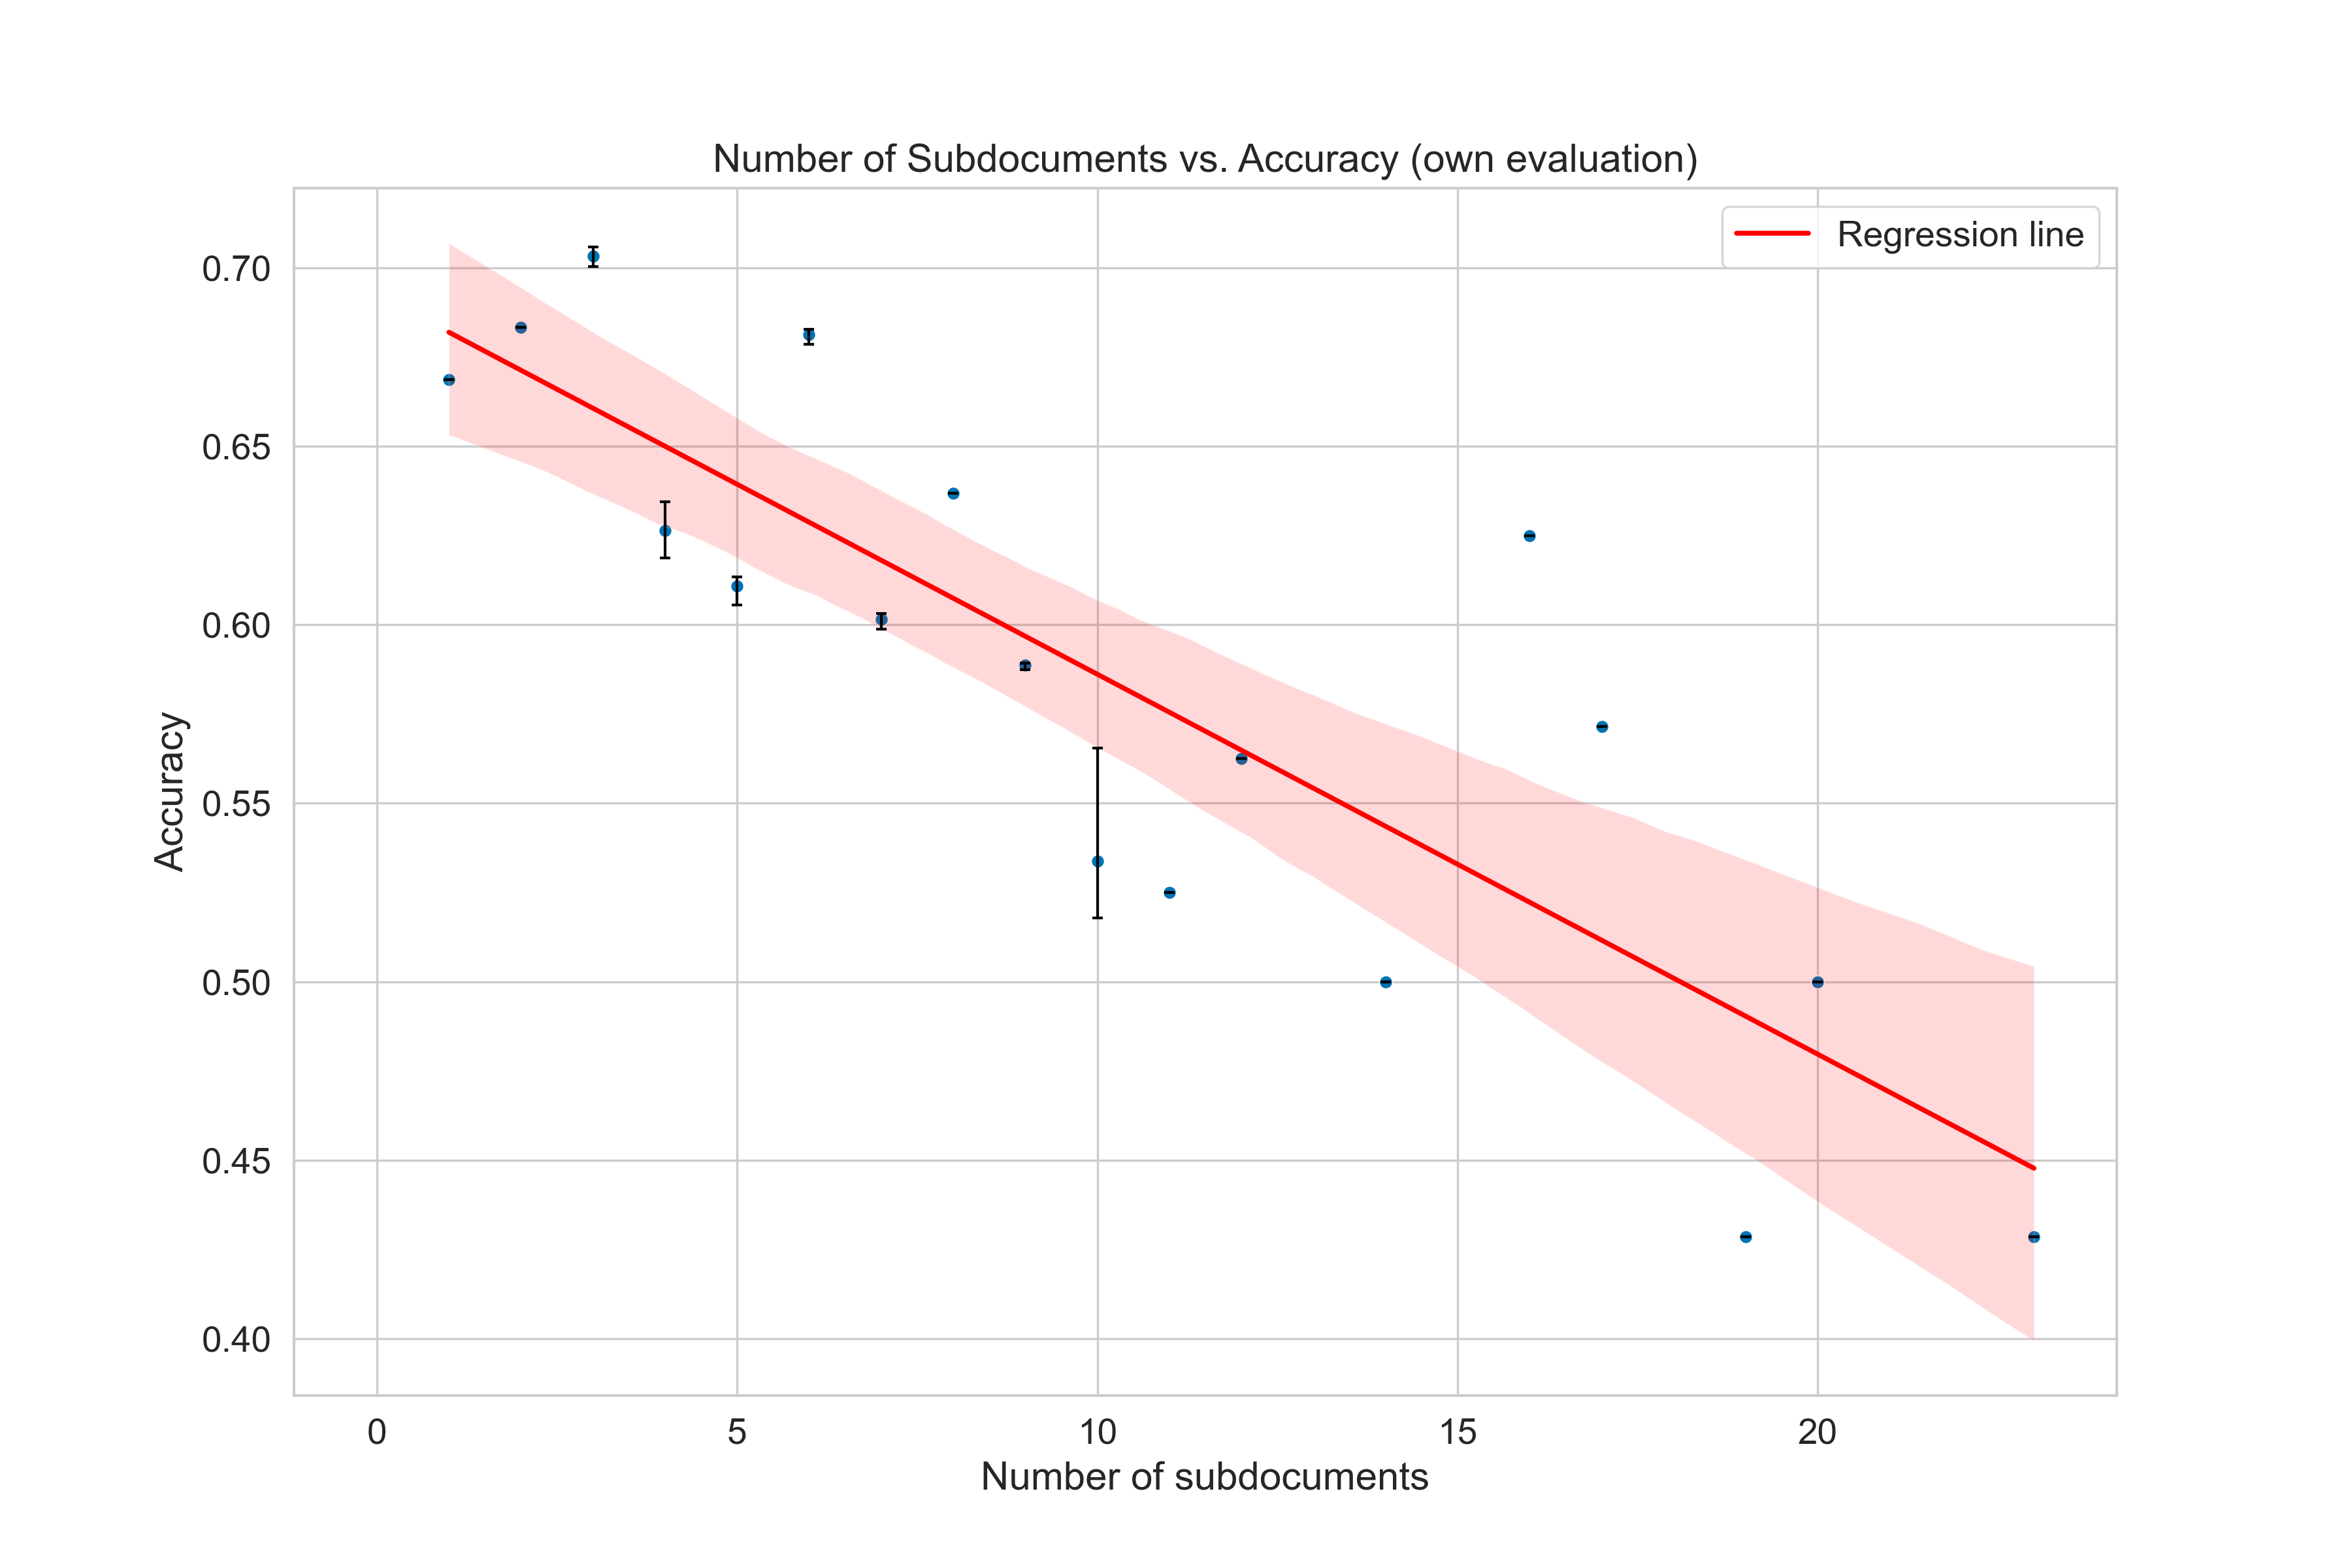 Number of Subdocuments vs. Accuracy (own evaluation)
Regression line
0.70
0.65
0.60
0.55
0.50
0.45
0.40
Accuracy
0 5 10 15 20
Number of subdocuments